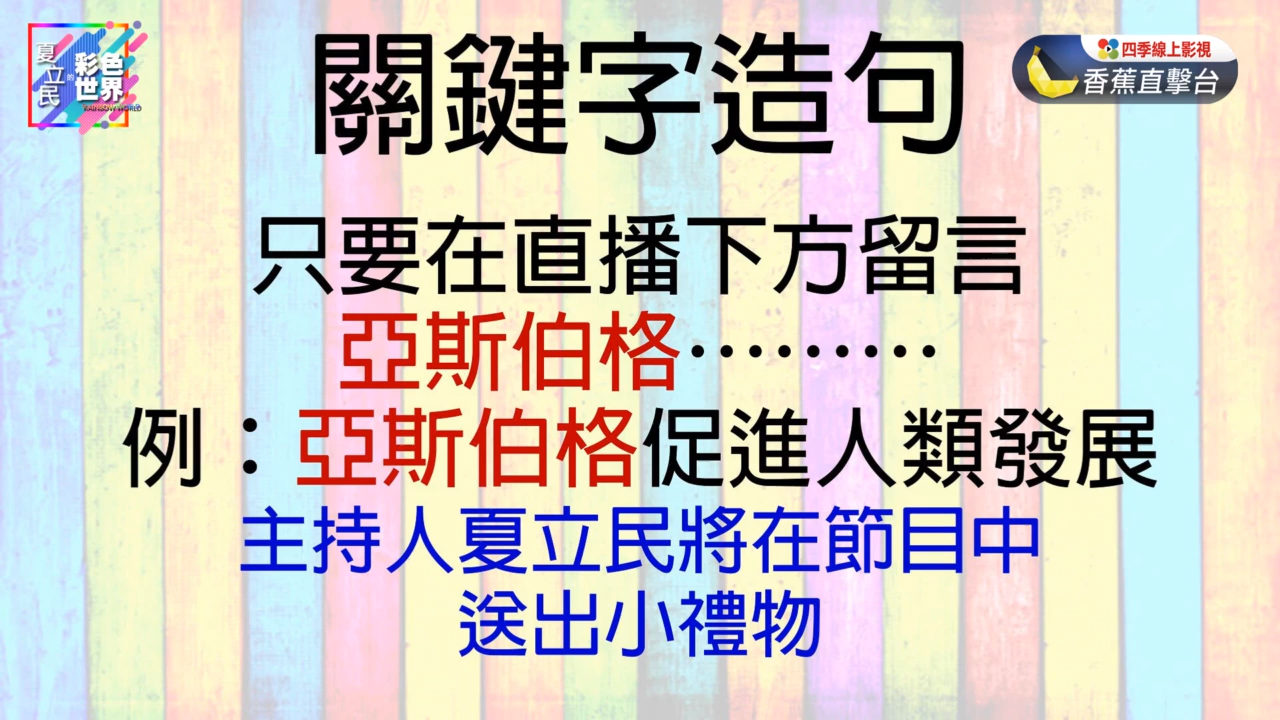 夏立民的彩色世界
RAINBOW WORLD
四季線上影視
香蕉直擊台
關鍵字造句
只要在直播下方留言
亞斯伯格………
例：亞斯伯格促進人類發展
主持人夏立民將在節目中
送出小禮物